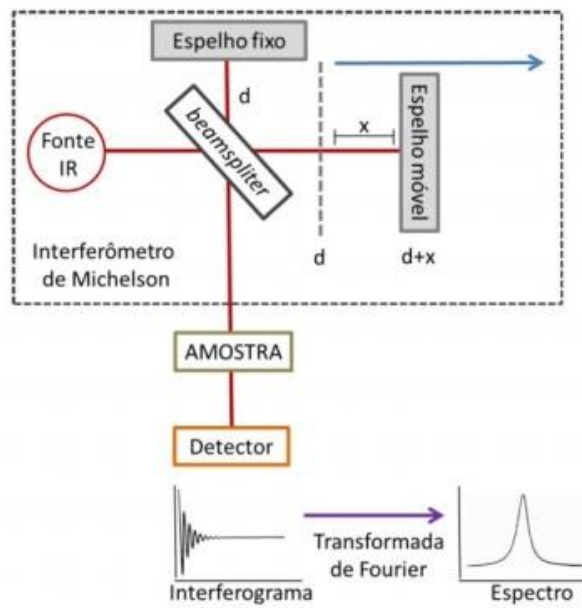 Espelho fixo
d
beamspliter
Fonte
IR
x
Espelho móvel
d
d+x
Interferômetro
de Michelson
AMOSTRA
Detector
Transformada
de Fourier
Interferograma
Espectro